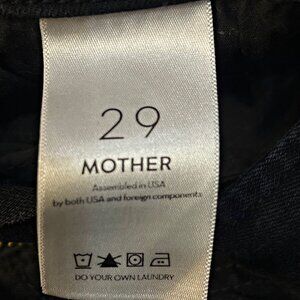 29
MOTHER
Assembled in USA
by both USA and foreign components
DO YOUR OWN LAUNDRY